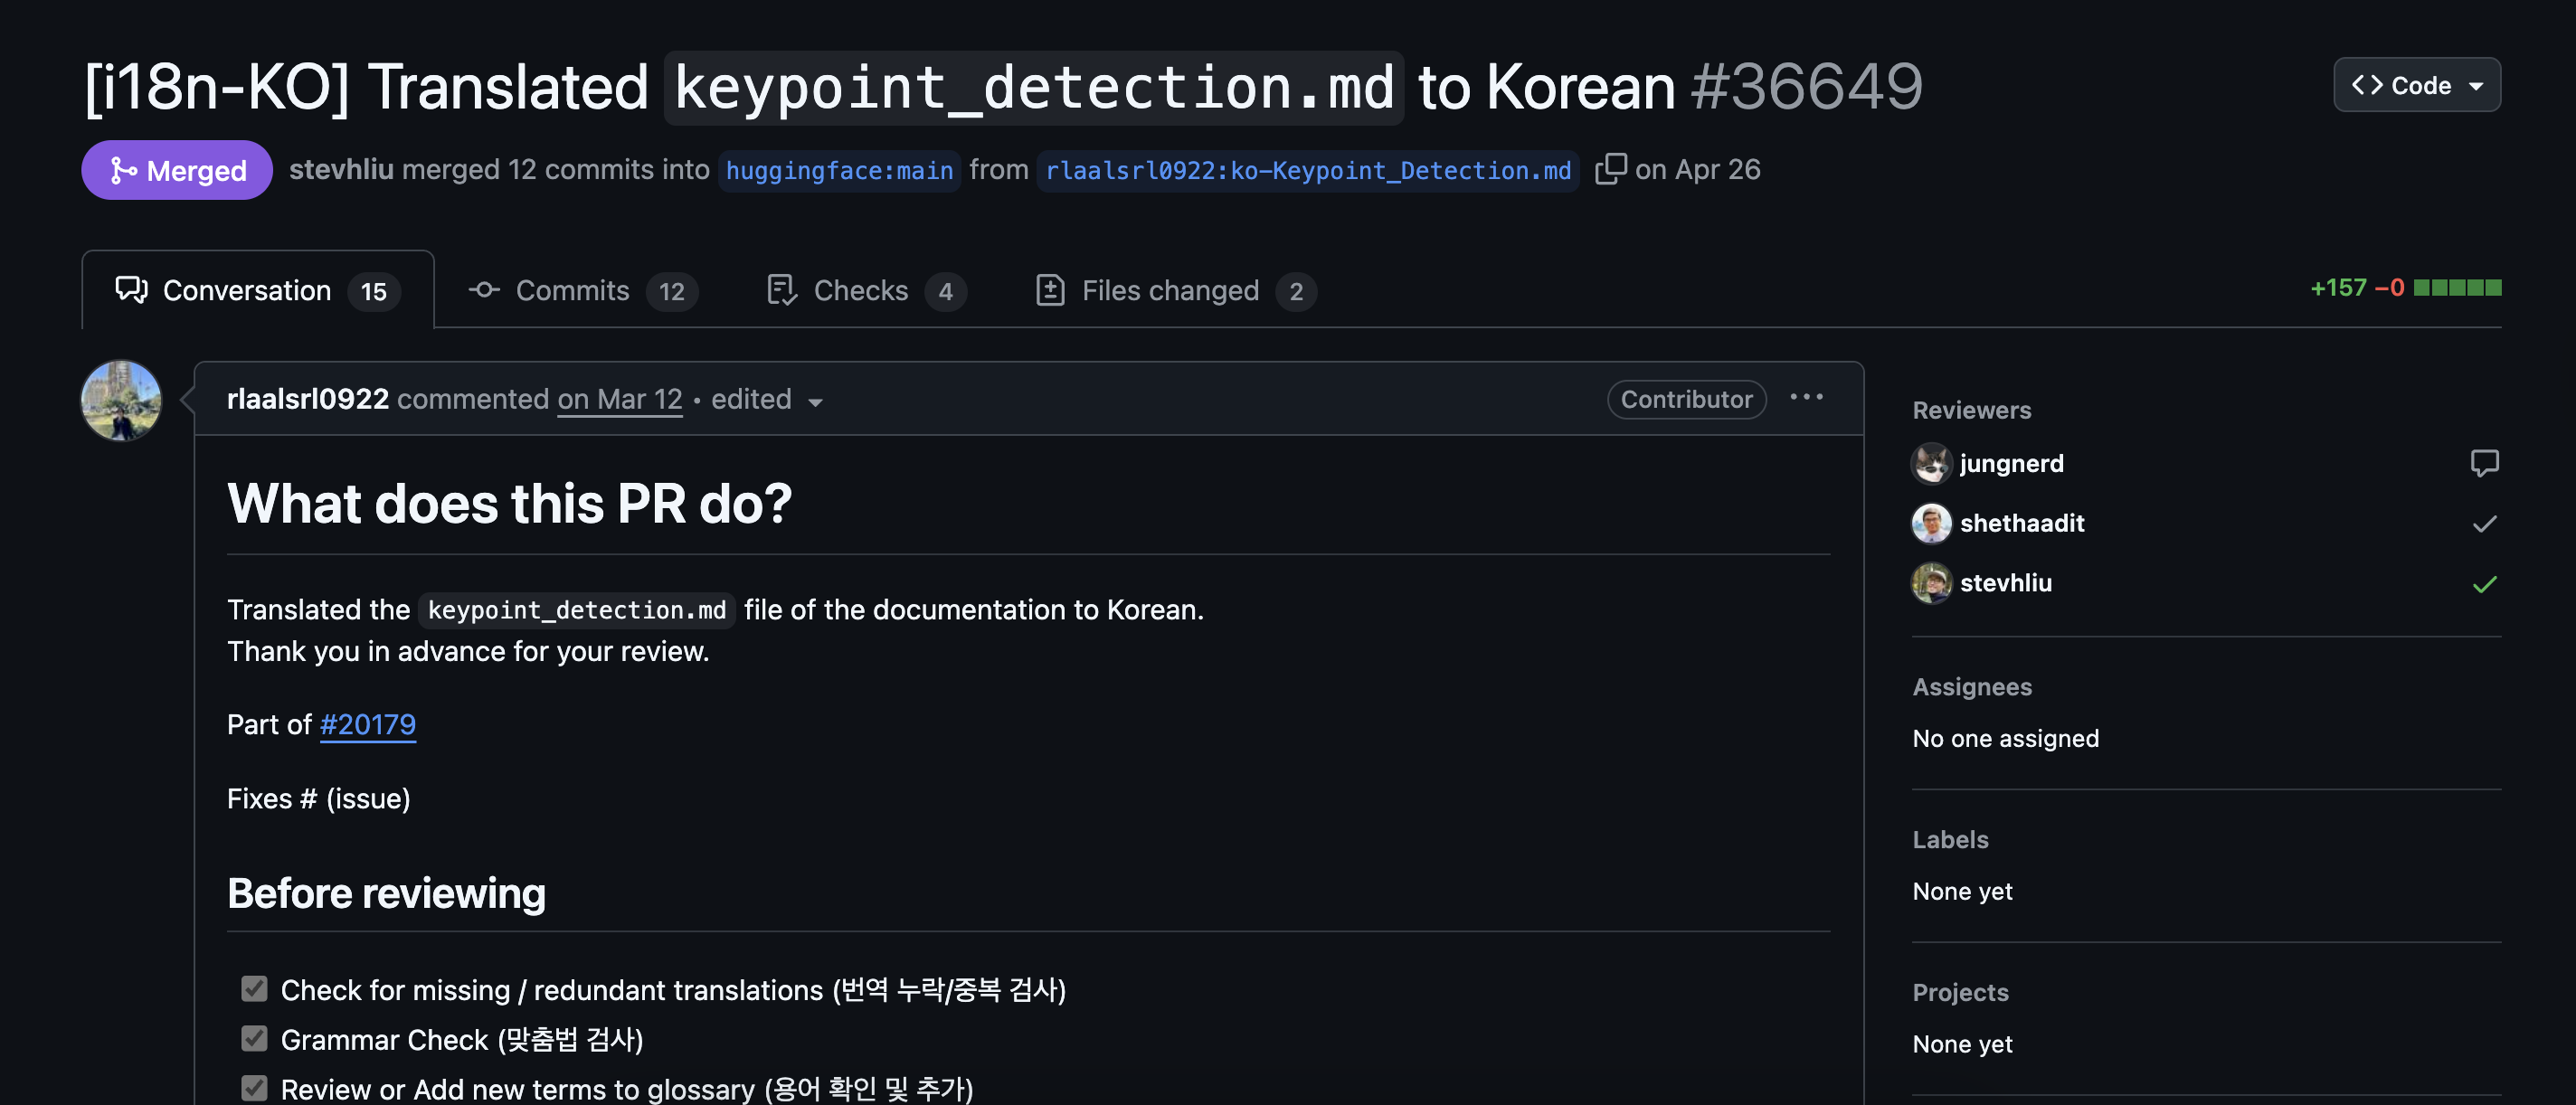 [i18n-KO] Translated keypoint_detection.md to Korean #36649
Code
Merged
stevhliu merged 12 commits into huggingface:main from rlaalsrl0922:ko-Keypoint_Detection.md on Apr 26
Conversation 15
Commits 12
Checks 4
Files changed 2
+157 −0
rlaalsrl0922 commented on Mar 12 • edited
Contributor
What does this PR do?
Translated the keypoint_detection.md file of the documentation to Korean.
Thank you in advance for your review.
Part of #20179
Fixes # (issue)
Before reviewing
Check for missing / redundant translations (번역 누락/중복 검사)
Grammar Check (맞춤법 검사)
Review or Add new terms to glossary (용어 확인 및 추가)
Reviewers
jungnerd
shethaadit
stevhliu
Assignees
No one assigned
Labels
None yet
Projects
None yet